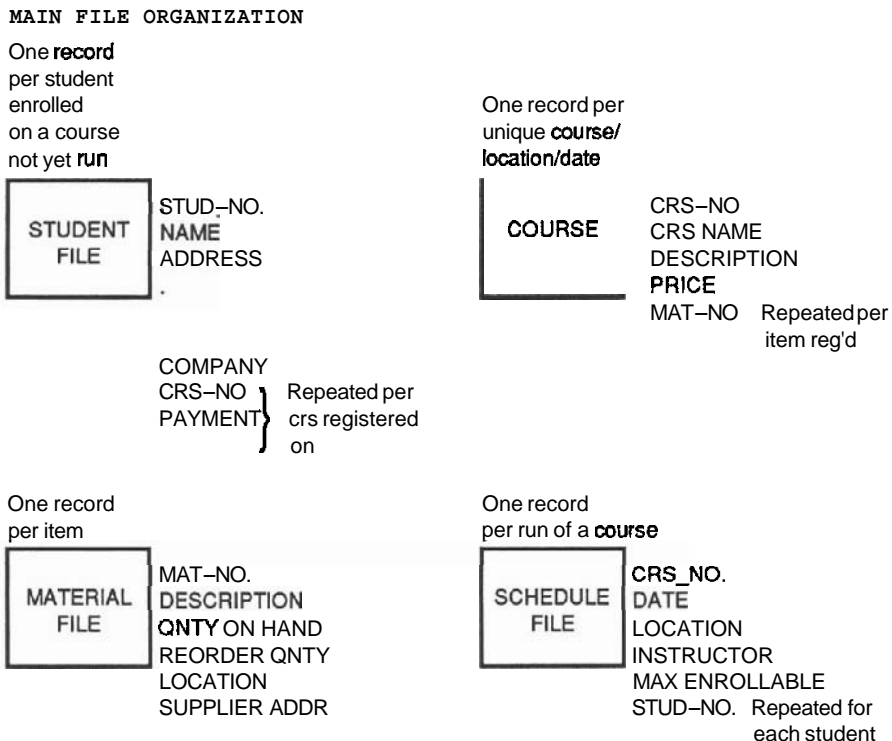 MAIN FILE ORGANIZATION
One record
per student
enrolled
on a course
not yet run
STUDENT
FILE
STUD–NO.
NAME
ADDRESS
.
COMPANY
CRS–NO
PAYMENT
Repeated per
crs registered
on
One record per
unique course/
location/date
COURSE
CRS–NO
CRS NAME
DESCRIPTION
PRICE
MAT–NO Repeated per
item reg'd
One record
per item
MATERIAL
FILE
MAT–NO.
DESCRIPTION
QNTY ON HAND
REORDER QNTY
LOCATION
SUPPLIER ADDR
One record
per run of a course
SCHEDULE
FILE
CRS_NO.
DATE
LOCATION
INSTRUCTOR
MAX ENROLLABLE
STUD–NO. Repeated for
each student